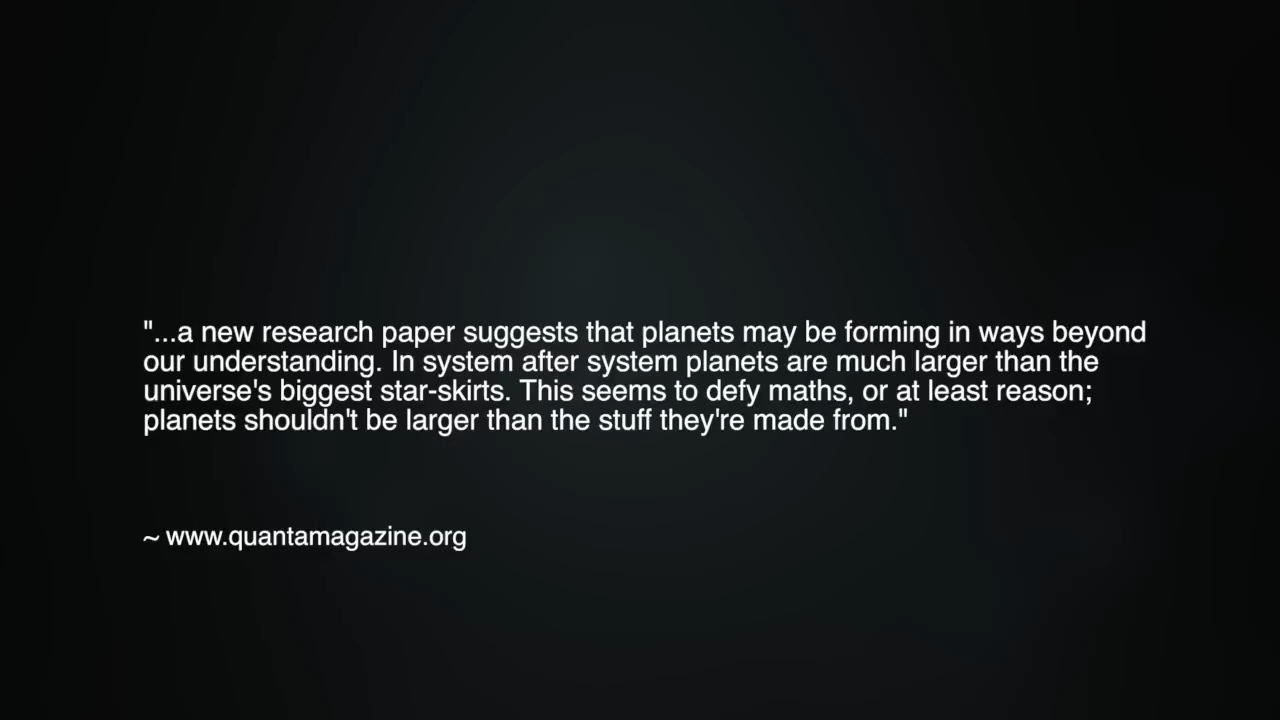 "...a new research paper suggests that planets may be forming in ways beyond
our understanding. In system after system planets are much larger than the
universe's biggest star-skirts. This seems to defy maths, or at least reason;
planets shouldn't be larger than the stuff they're made from."
~ www.quantamagazine.org